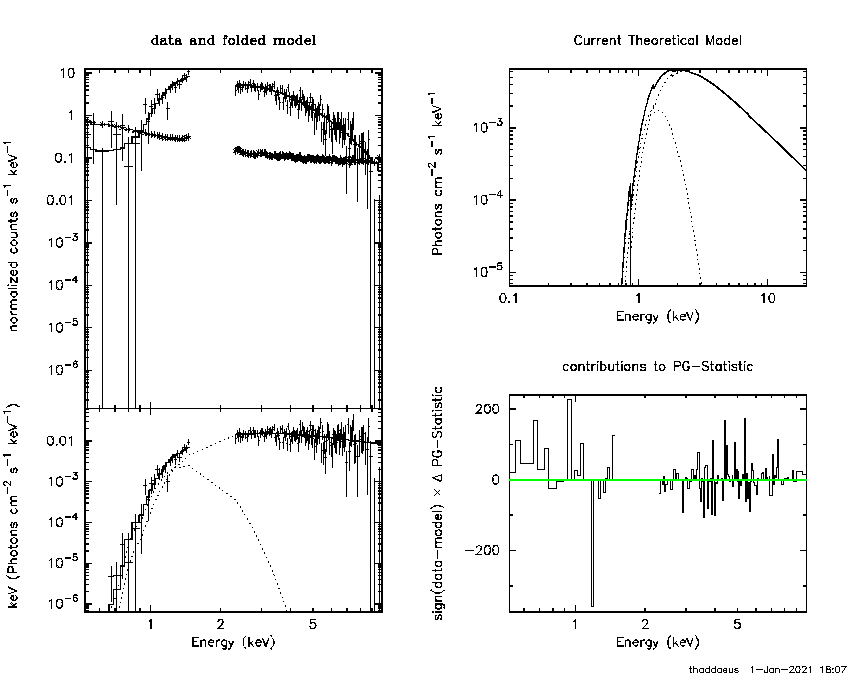 data and folded model
normalized counts s⁻¹ keV⁻¹
10
1
0.1
0.01
10⁻³
10⁻⁴
10⁻⁵
10⁻⁶
keV (Photons cm⁻² s⁻¹ keV⁻¹)
0.01
10⁻³
10⁻⁴
10⁻⁵
10⁻⁶
1 2 5
Energy (keV)
Current Theoretical Model
Photons cm⁻² s⁻¹ keV⁻¹
10⁻³
10⁻⁴
10⁻⁵
0.1 1 10
Energy (keV)
contributions to PG−Statistic
sign(data−model) × Δ PG−Statistic
200
0
−200
1 2 5
Energy (keV)
thaddaeus 1−Jan−2021 18:07